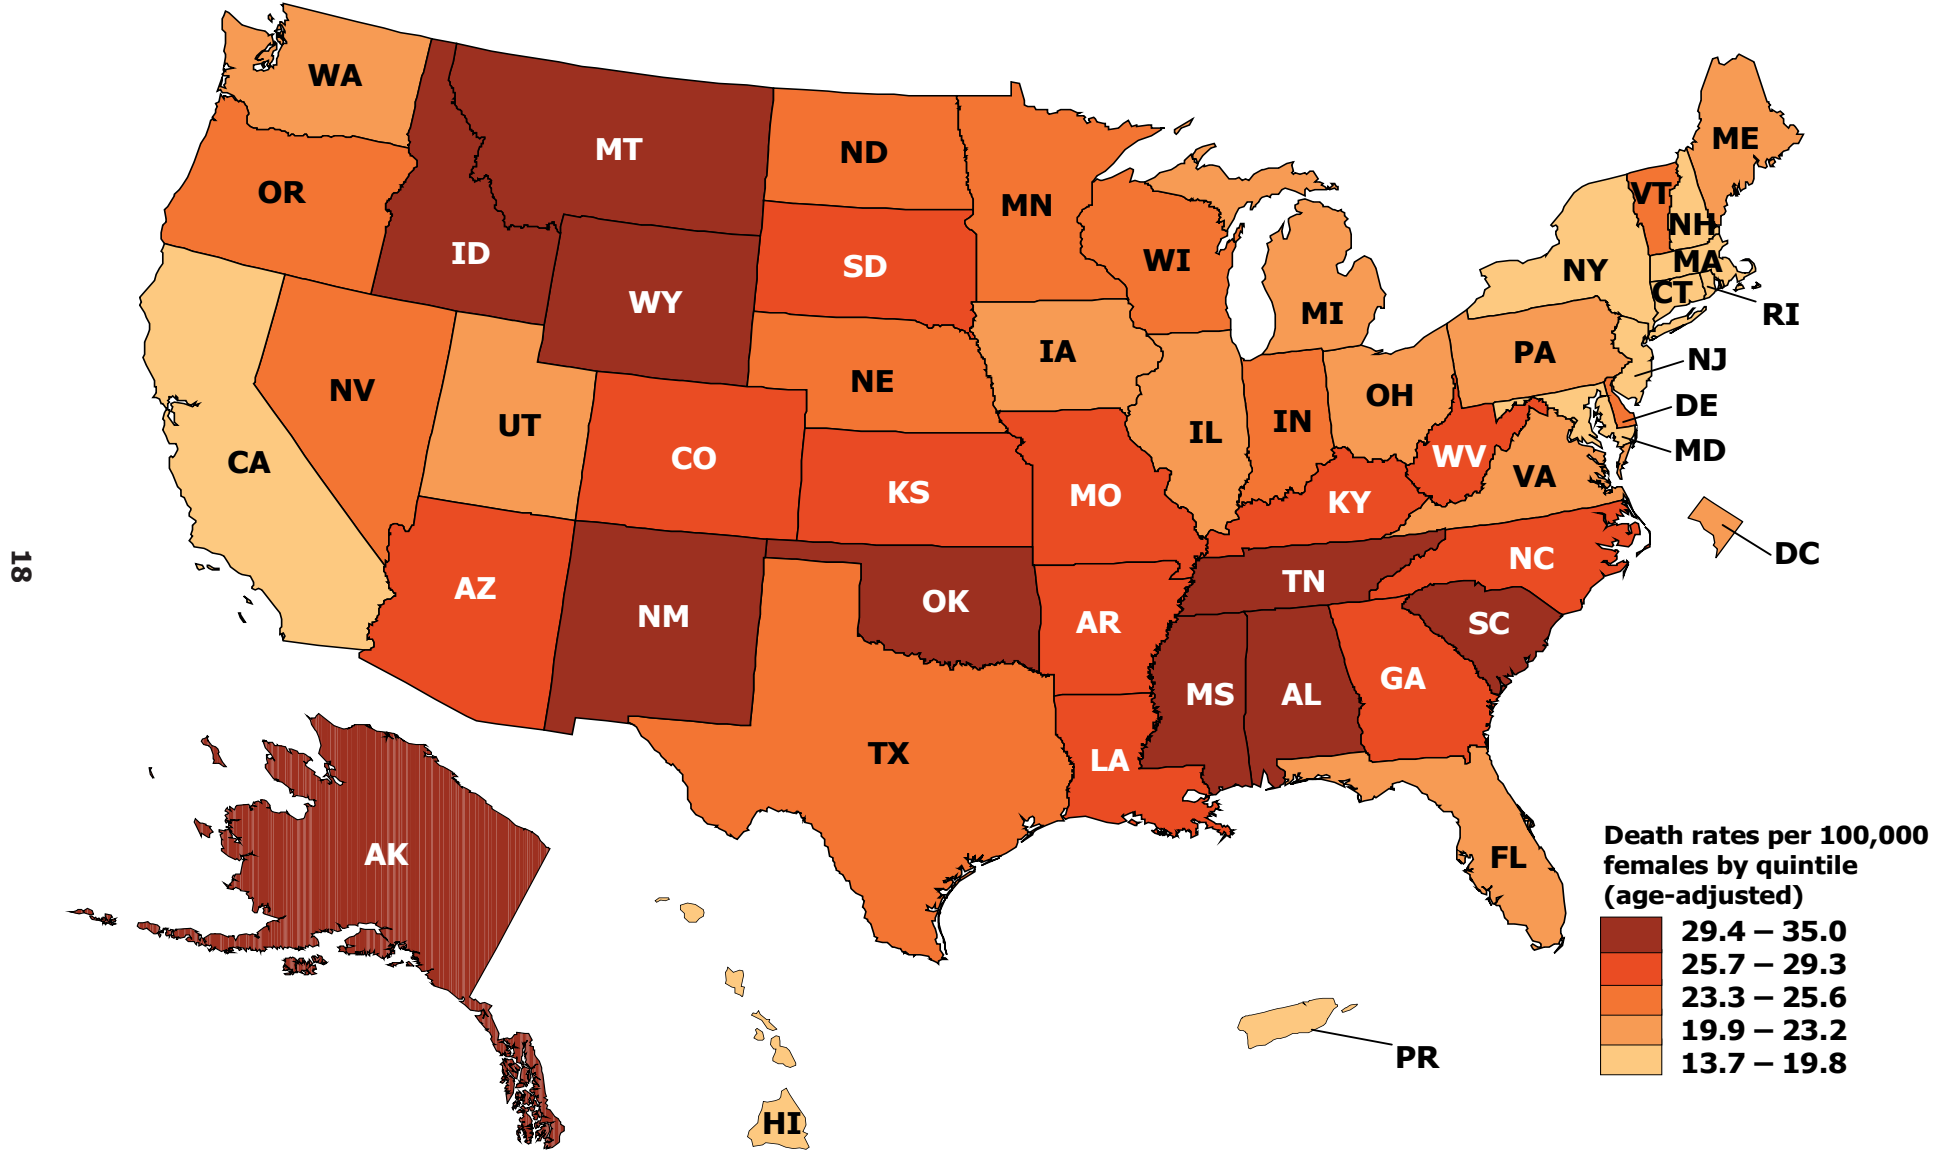 WA
MT
ND
MN
ME
VT
NH
OR
ID
SD
WI
NY
MA
CT
RI
WY
MI
NV
UT
NE
IA
PA
NJ
OH
DE
IN
IL
MD
CA
CO
KS
MO
WV
VA
KY
DC
18
AZ
NM
OK
AR
TN
NC
SC
MS
AL
GA
TX
LA
AK
FL
HI
PR
Death rates per 100,000
females by quintile
(age-adjusted)
29.4 – 35.0
25.7 – 29.3
23.3 – 25.6
19.9 – 23.2
13.7 – 19.8